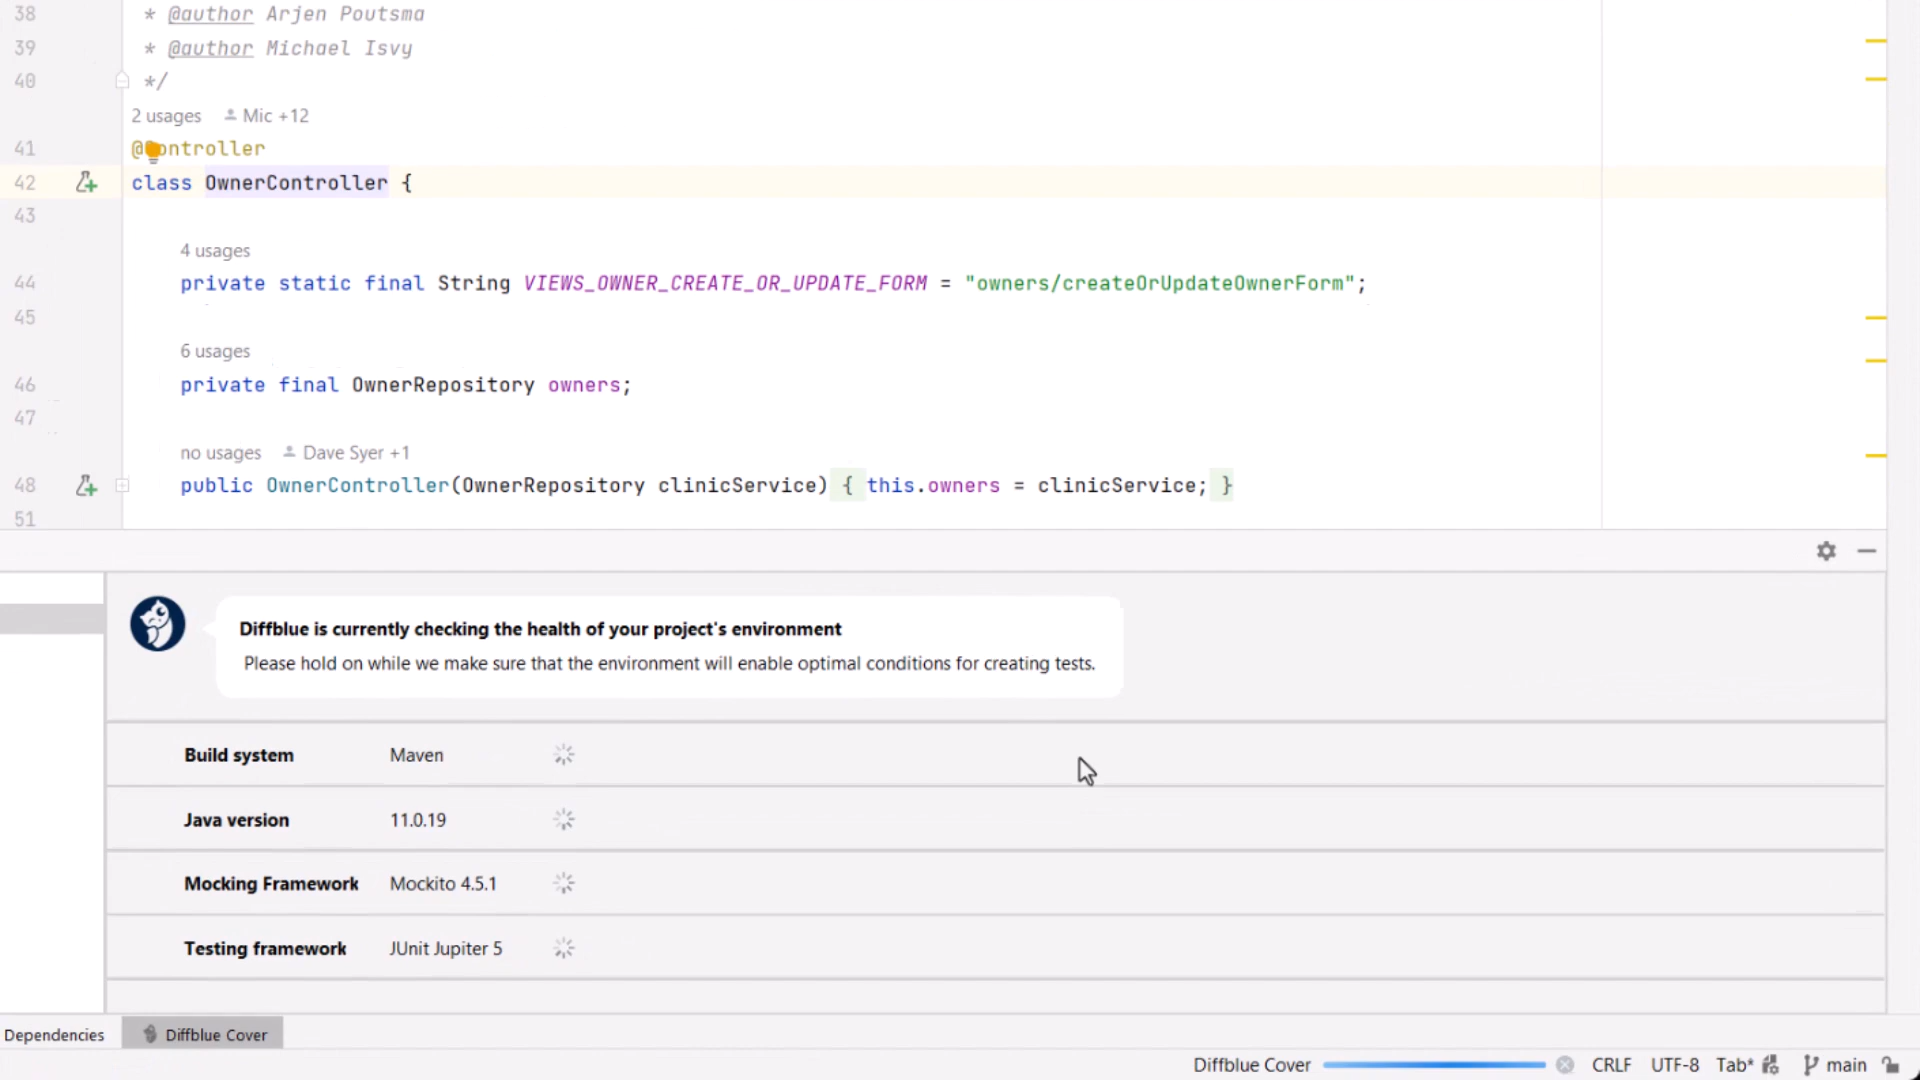 38 * @author Arjen Poutsma
39 * @author Michael Isvy
40 */
2 usages Mic +12
41 @Controller
42 class OwnerController {
43
4 usages
44 private static final String VIEWS_OWNER_CREATE_OR_UPDATE_FORM = "owners/createOrUpdateOwnerForm";
45
6 usages
46 private final OwnerRepository owners;
47
no usages Dave Syer +1
48 public OwnerController(OwnerRepository clinicService) { this.owners = clinicService; }
51
Diffblue is currently checking the health of your project's environment
Please hold on while we make sure that the environment will enable optimal conditions for creating tests.
Build system Maven
Java version 11.0.19
Mocking Framework Mockito 4.5.1
Testing framework JUnit Jupiter 5
Dependencies Diffblue Cover
Diffblue Cover CRLF UTF-8 Tab* main